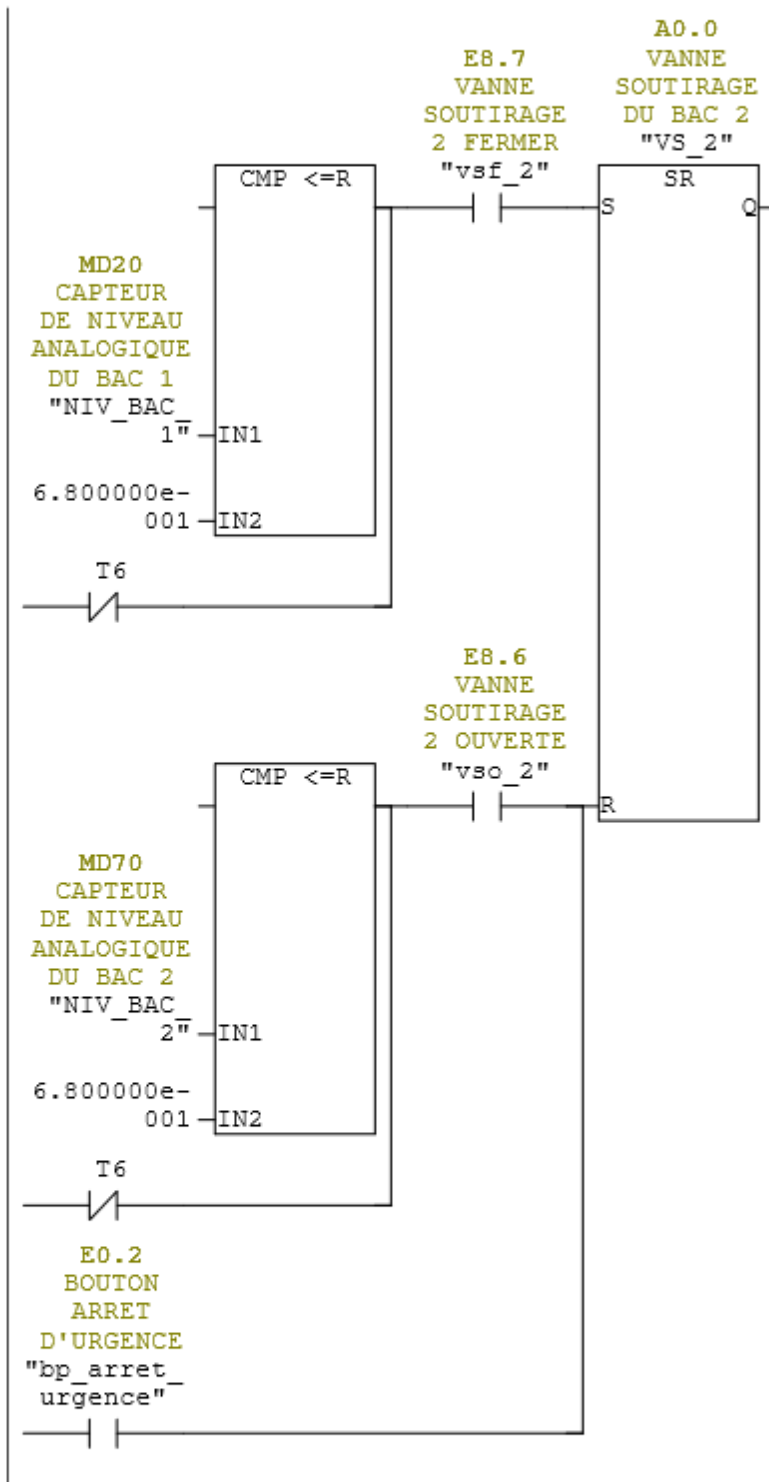 A0.0
VANNE
SOUTIRAGE
DU BAC 2
"VS_2"
SR
S
Q
E8.7
VANNE
SOUTIRAGE
2 FERMER
"vsf_2"
CMP <=R
MD20
CAPTEUR
DE NIVEAU
ANALOGIQUE
DU BAC 1
"NIV_BAC_
1"
IN1
6.800000e-
001
IN2
T6
E8.6
VANNE
SOUTIRAGE
2 OUVERTE
"vso_2"
R
CMP <=R
MD70
CAPTEUR
DE NIVEAU
ANALOGIQUE
DU BAC 2
"NIV_BAC_
2"
IN1
6.800000e-
001
IN2
T6
E0.2
BOUTON
ARRET
D'URGENCE
"bp_arret_
urgence"